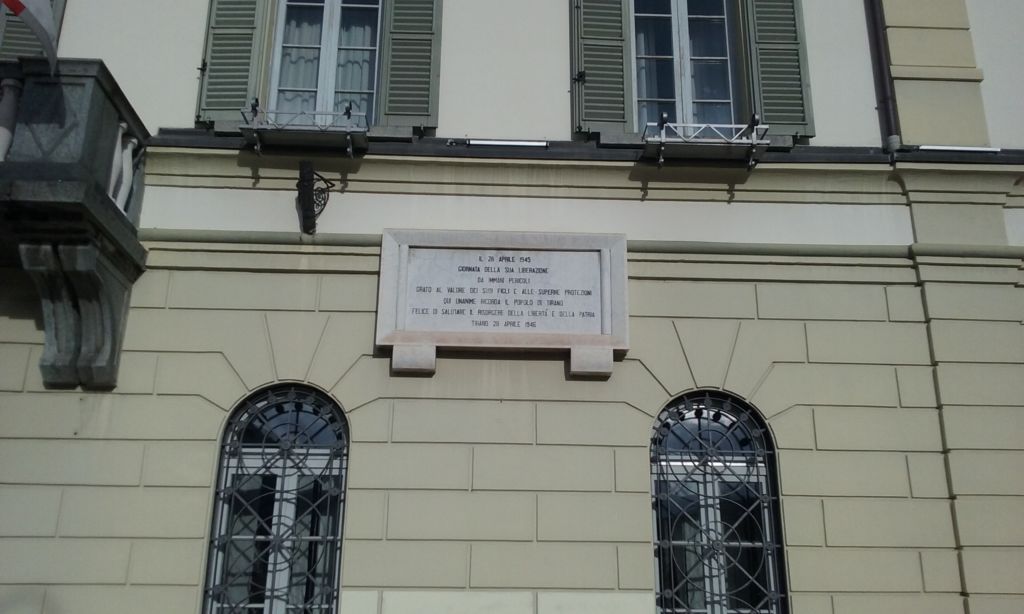 IL 28 APRILE 1945
GIORNATA DELLA SUA LIBERAZIONE
DA IMMANI PERICOLI
GRATO AL VALORE DEI SUOI FIGLI E ALLE SUPERNE PROTEZIONI
QUI UNANIME RICORDA IL POPOLO DI TIRANO
FELICE DI SALUTARE IL RISORGERE DELLA LIBERTÀ E DELLA PATRIA
TIRANO 28 APRILE 1946